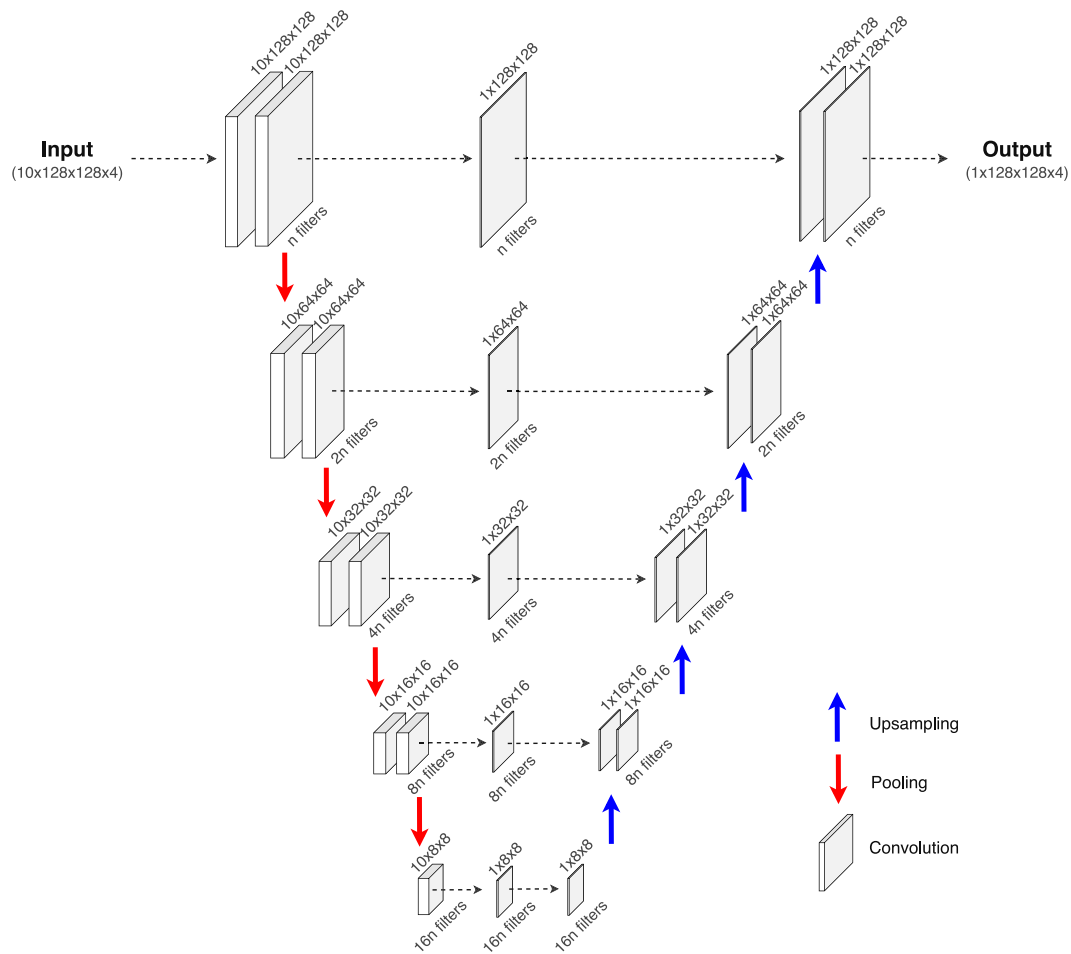 10x128x128
10x128x128
1x128x128
1x128x128
1x128x128
Input
(10x128x128x4)
Output
(1x128x128x4)
n filters
n filters
n filters
10x64x64
10x64x64
1x64x64
1x64x64
1x64x64
2n filters
2n filters
2n filters
10x32x32
10x32x32
1x32x32
1x32x32
1x32x32
4n filters
4n filters
4n filters
10x16x16
10x16x16
1x16x16
1x16x16
1x16x16
8n filters
8n filters
8n filters
10x8x8
1x8x8
1x8x8
16n filters
16n filters
16n filters
Upsampling
Pooling
Convolution